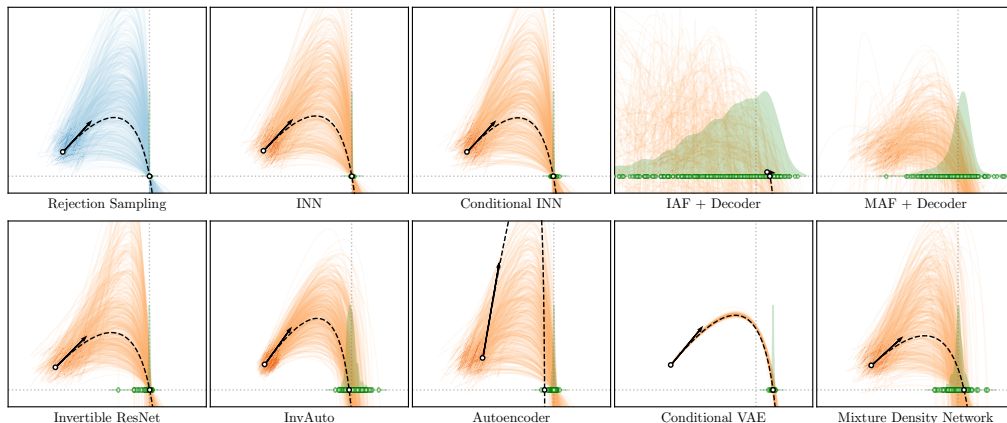 Rejection Sampling
INN
Conditional INN
IAF + Decoder
MAF + Decoder
Invertible ResNet
InvAuto
Autoencoder
Conditional VAE
Mixture Density Network